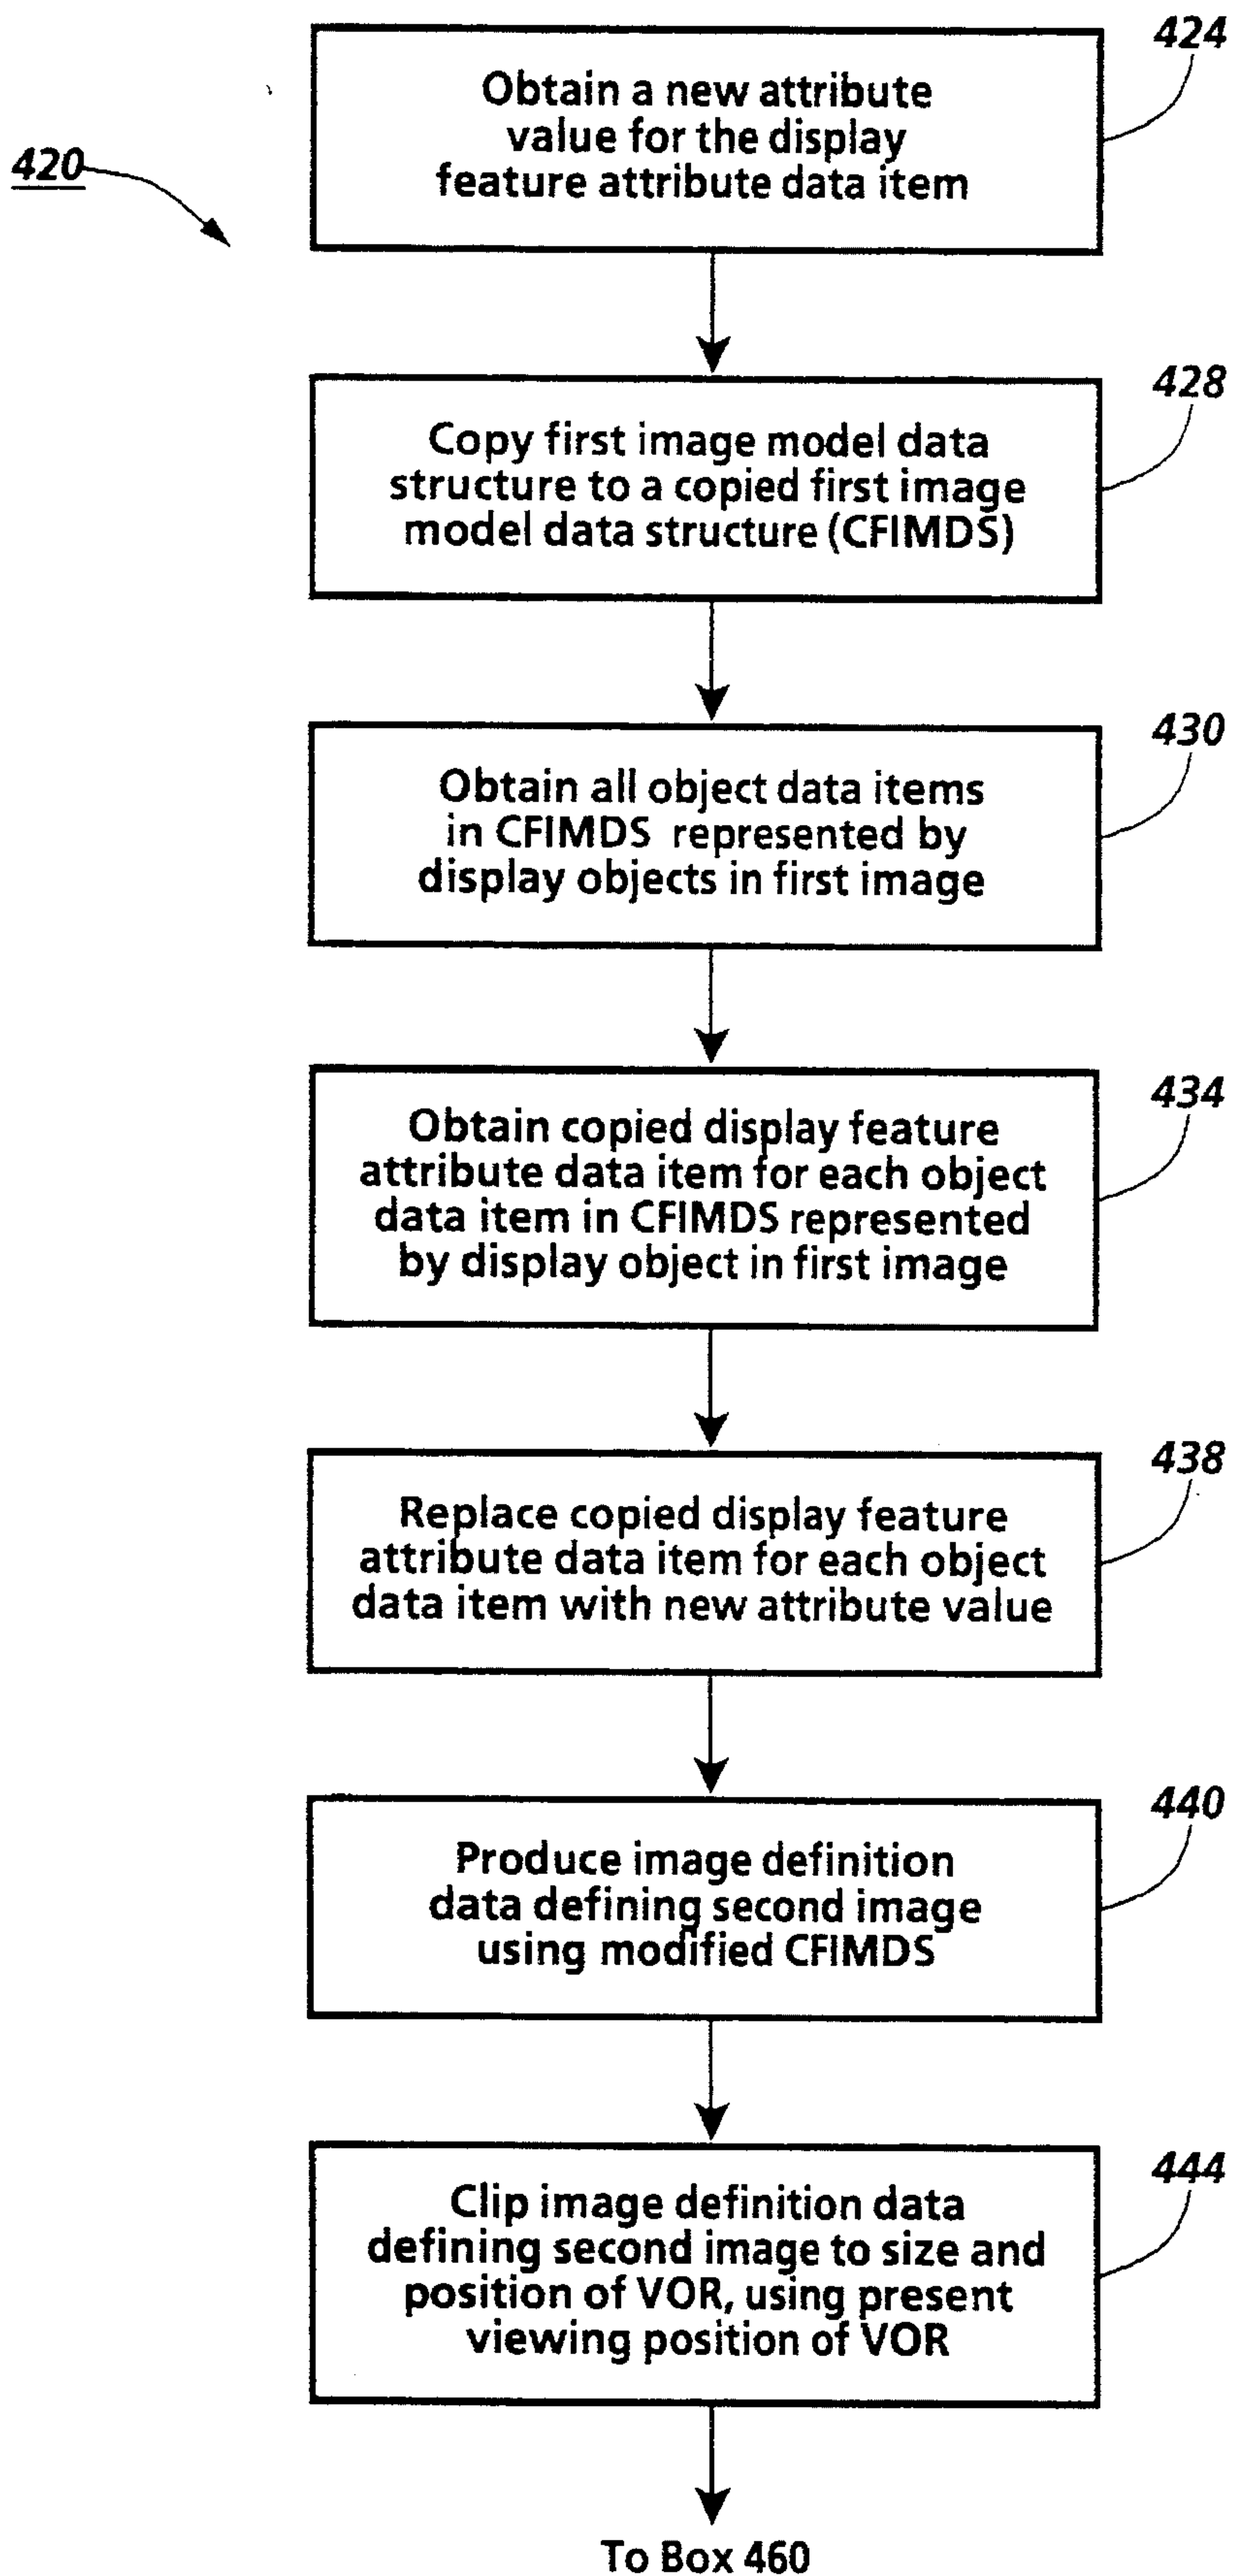 424
Obtain a new attribute
value for the display
feature attribute data item
420
428
Copy first image model data
structure to a copied first image
model data structure (CFIMDS)
430
Obtain all object data items
in CFIMDS represented by
display objects in first image
434
Obtain copied display feature
attribute data item for each object
data item in CFIMDS represented
by display object in first image
438
Replace copied display feature
attribute data item for each object
data item with new attribute value
440
Produce image definition
data defining second image
using modified CFIMDS
444
Clip image definition data
defining second image to size and
position of VOR, using present
viewing position of VOR
To Box 460